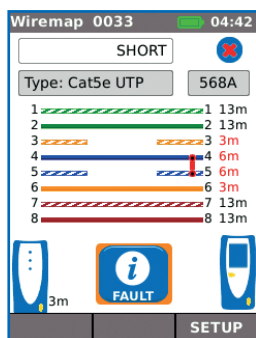 Wiremap 0033 04:42
SHORT
Type: Cat5e UTP 568A
1 1 13m
2 2 13m
3 3 3m
4 4 6m
5 5 6m
6 6 3m
7 7 13m
8 8 13m
3m
i
FAULT
SETUP